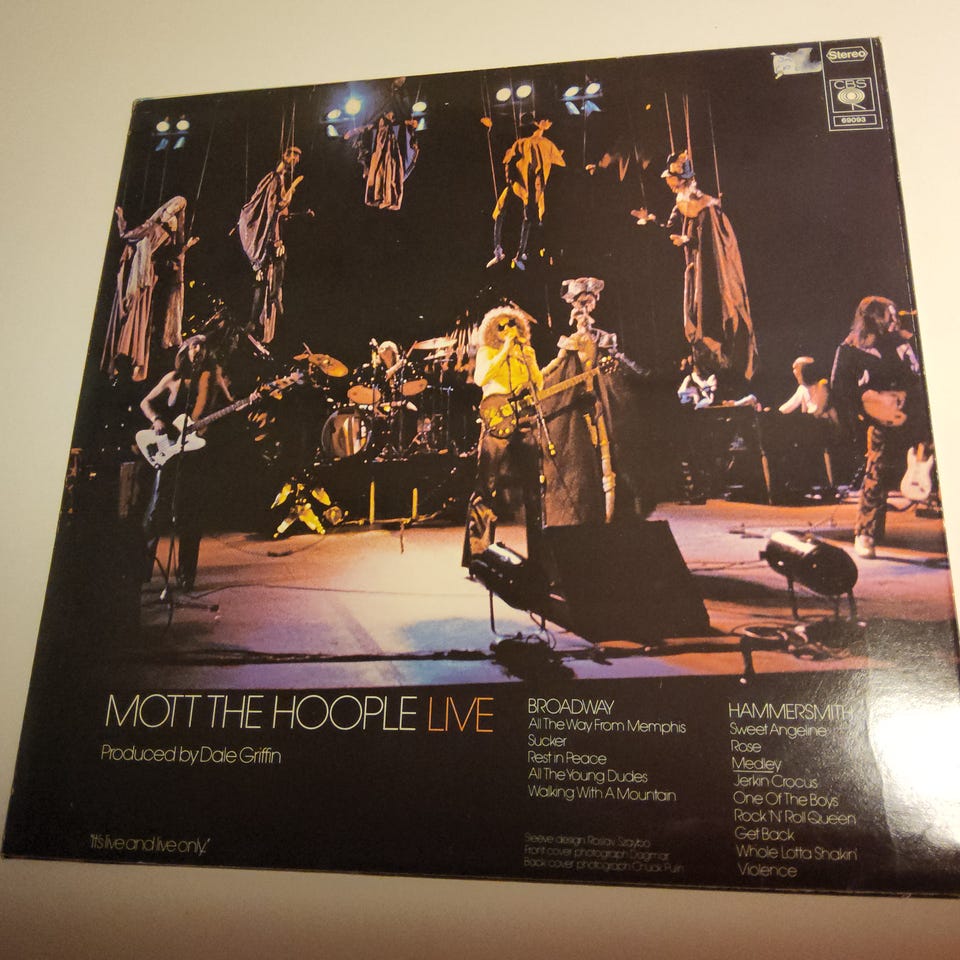 Stereo
CBS
69093
MOTT THE HOOPLE LIVE
Produced by Dale Griffin
"It's live and live only."
BROADWAY
All The Way From Memphis
Sucker
Rest in Peace
All The Young Dudes
Walking With A Mountain
Sleeve design Roslav Szaybo
Front cover photograph Dagmar
Back cover photograph Chuck Pulin
HAMMERSMITH
Sweet Angeline
Rose
Medley
Jerkin Crocus
One Of The Boys
Rock 'N' Roll Queen
Get Back
Whole Lotta Shakin'
Violence